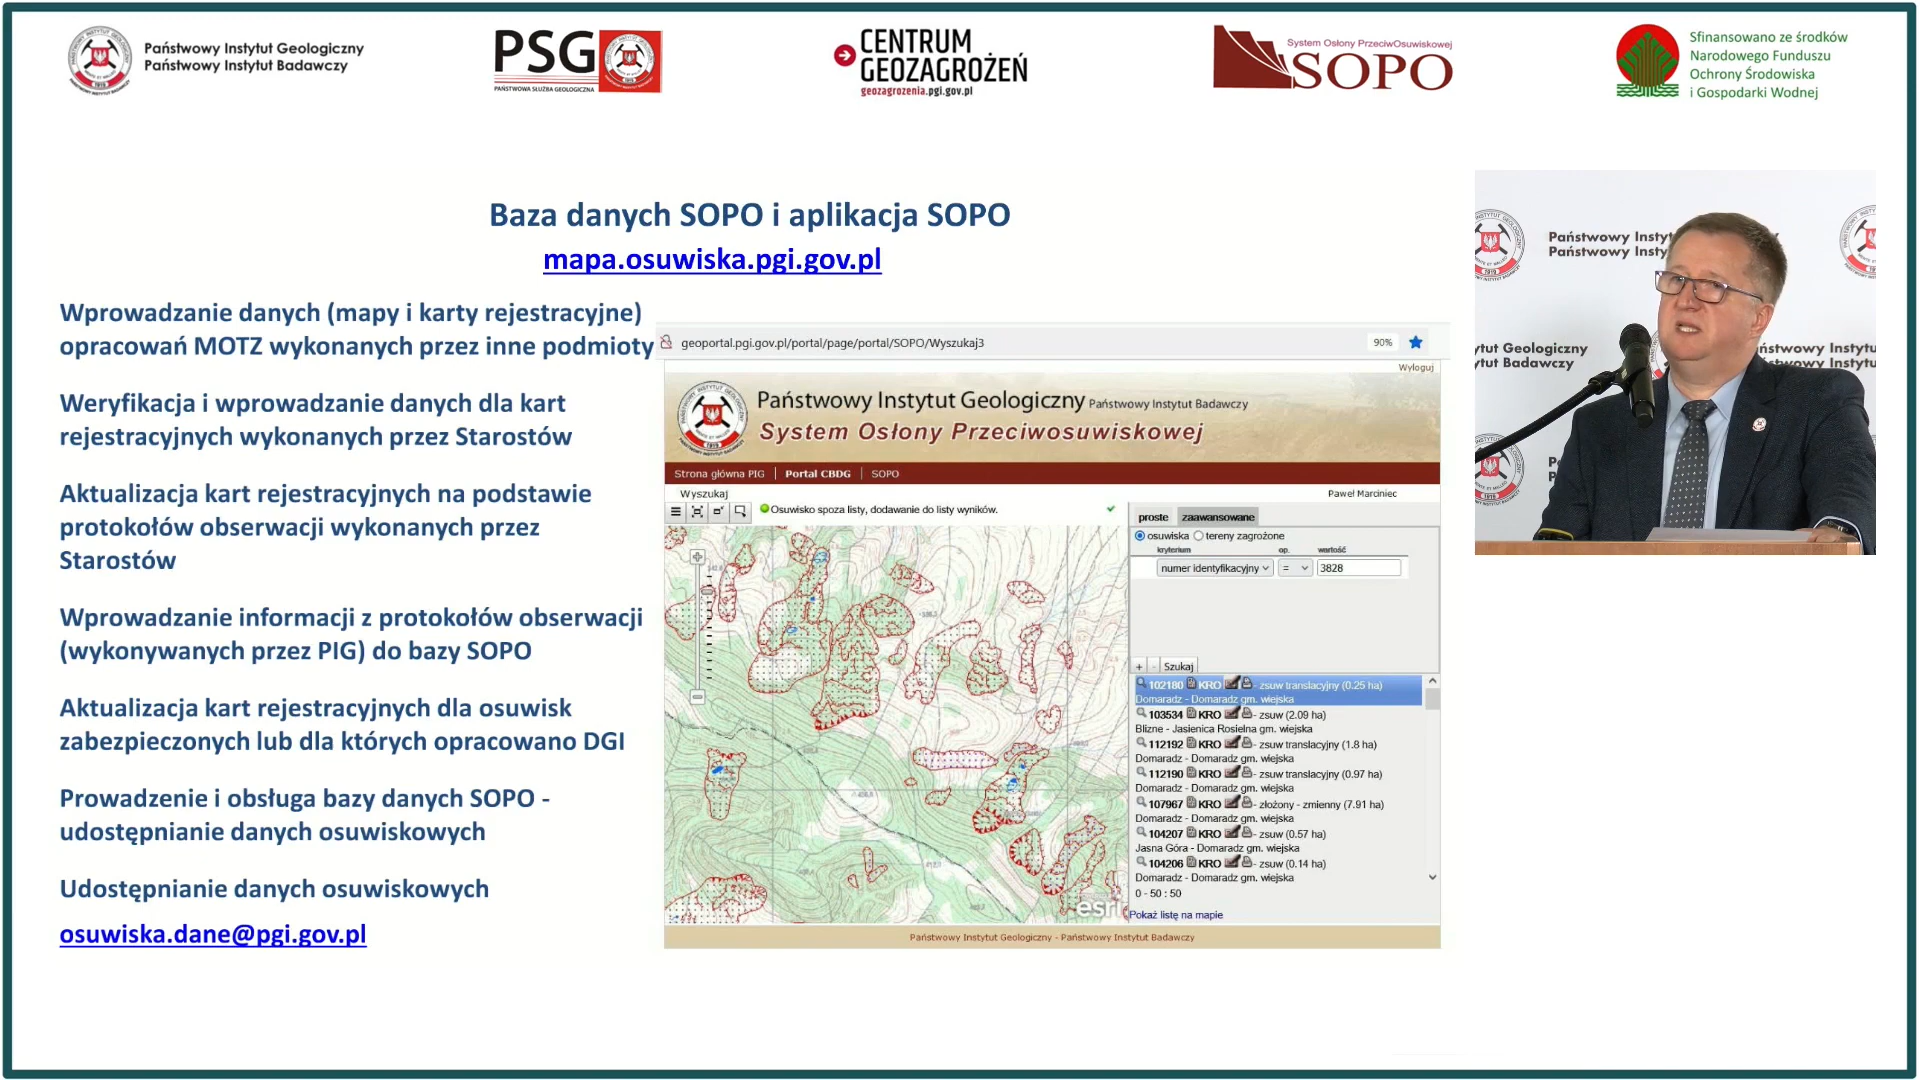 Państwowy Instytut Geologiczny
Państwowy Instytut Badawczy
PSG
PAŃSTWOWA SŁUŻBA GEOLOGICZNA
CENTRUM
GEOZAGROŻEŃ
geozagrozenia.pgi.gov.pl
System Osłony PrzeciwOsuwiskowej
SOPO
Sfinansowano ze środków
Narodowego Funduszu
Ochrony Środowiska
i Gospodarki Wodnej
Baza danych SOPO i aplikacja SOPO
mapa.osuwiska.pgi.gov.pl
Wprowadzanie danych (mapy i karty rejestracyjne)
opracowań MOTZ wykonanych przez inne podmioty
Weryfikacja i wprowadzanie danych dla kart
rejestracyjnych wykonanych przez Starostów
Aktualizacja kart rejestracyjnych na podstawie
protokołów obserwacji wykonanych przez
Starostów
Wprowadzanie informacji z protokołów obserwacji
(wykonywanych przez PIG) do bazy SOPO
Aktualizacja kart rejestracyjnych dla osuwisk
zabezpieczonych lub dla których opracowano DGI
Prowadzenie i obsługa bazy danych SOPO -
udostępnianie danych osuwiskowych
Udostępnianie danych osuwiskowych
osuwiska.dane@pgi.gov.pl
geoportal.pgi.gov.pl/portal/page/portal/SOPO/Wyszukaj3
90%
Wyloguj
Państwowy Instytut Geologiczny Państwowy Instytut Badawczy
System Osłony Przeciwosuwiskowej
Strona główna PIG | Portal CBDG | SOPO
Wyszukaj
Paweł Marciniec
Osuwisko spoza listy, dodawanie do listy wyników.
proste zaawansowane
osuwiska tereny zagrożone
kryterium op. wartość
numer identyfikacyjny = 3828
+ - Szukaj
102180 KRO - zsuw translacyjny (0.25 ha)
Domaradz - Domaradz gm. wiejska
103534 KRO - zsuw (2.09 ha)
Blizne - Jasienica Rosielna gm. wiejska
112192 KRO - zsuw translacyjny (1.8 ha)
Domaradz - Domaradz gm. wiejska
112190 KRO - zsuw translacyjny (0.97 ha)
Domaradz - Domaradz gm. wiejska
107967 KRO - złożony - zmienny (7.91 ha)
Domaradz - Domaradz gm. wiejska
104207 KRO - zsuw (0.57 ha)
Jasna Góra - Domaradz gm. wiejska
104206 KRO - zsuw (0.14 ha)
Domaradz - Domaradz gm. wiejska
0 - 50 : 50
Pokaż listę na mapie
esri
Państwowy Instytut Geologiczny - Państwowy Instytut Badawczy